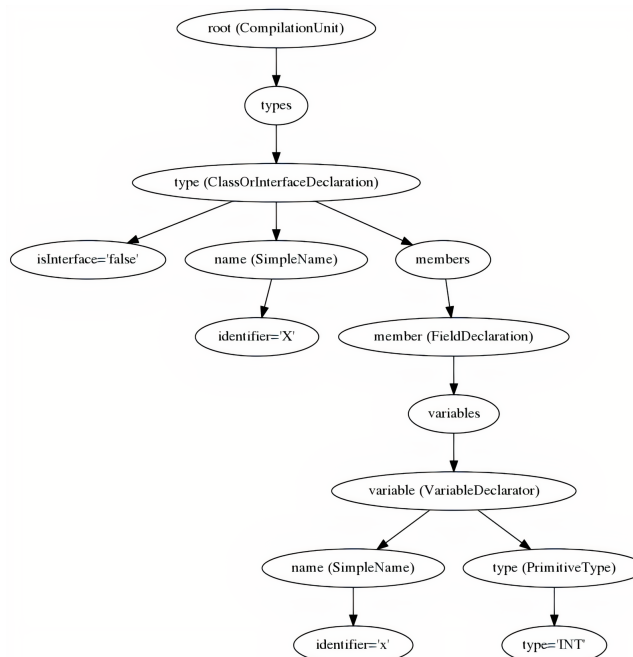 root (CompilationUnit)
types
type (ClassOrInterfaceDeclaration)
isInterface='false'
name (SimpleName)
members
identifier='X'
member (FieldDeclaration)
variables
variable (VariableDeclarator)
name (SimpleName)
type (PrimitiveType)
identifier='x'
type='INT'